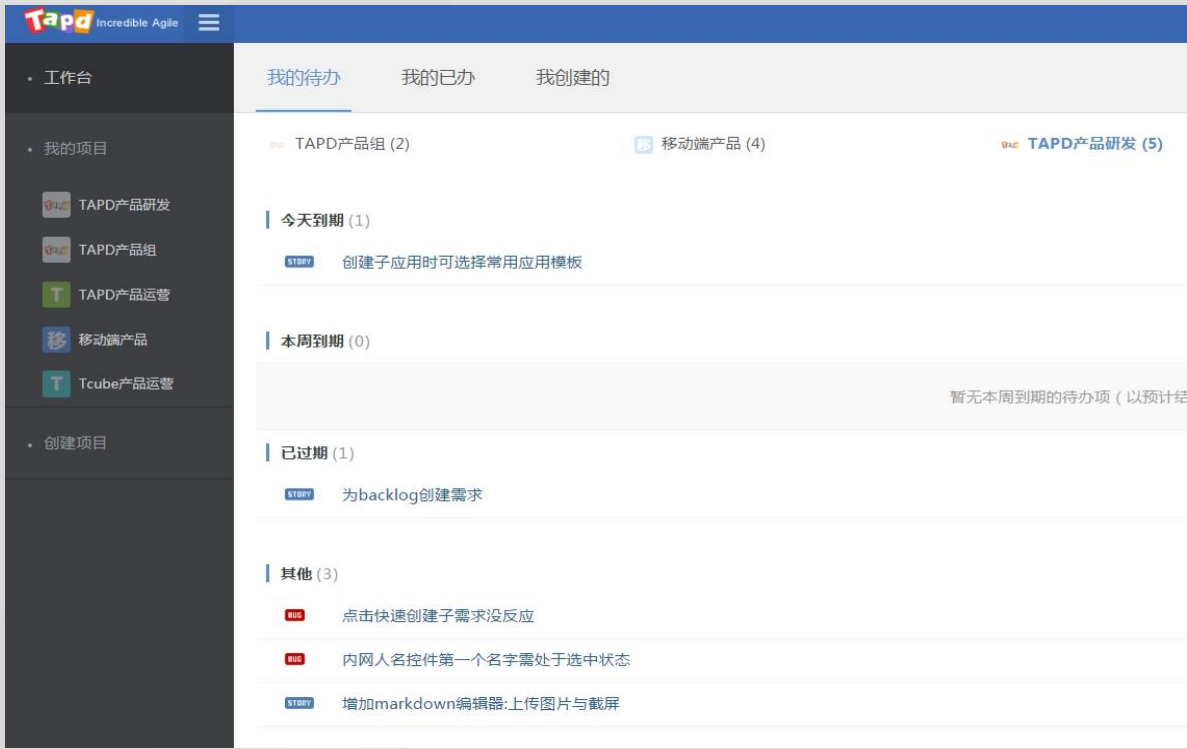 Tapd Incredible Agile
工作台
我的项目
TAPD产品研发
TAPD产品组
TAPD产品运营
移 移动端产品
T Tcube产品运营
创建项目
我的待办 我的已办 我创建的
TAPD产品组 (2) 移 移动端产品 (4) TAPD产品研发 (5)
今天到期 (1)
STORY 创建子应用时可选择常用应用模板
本周到期 (0)
暂无本周到期的待办项 ( 以预计结
已过期 (1)
STORY 为backlog创建需求
其他 (3)
BUG 点击快速创建子需求没反应
BUG 内网人名控件第一个名字需处于选中状态
STORY 增加markdown编辑器:上传图片与截屏